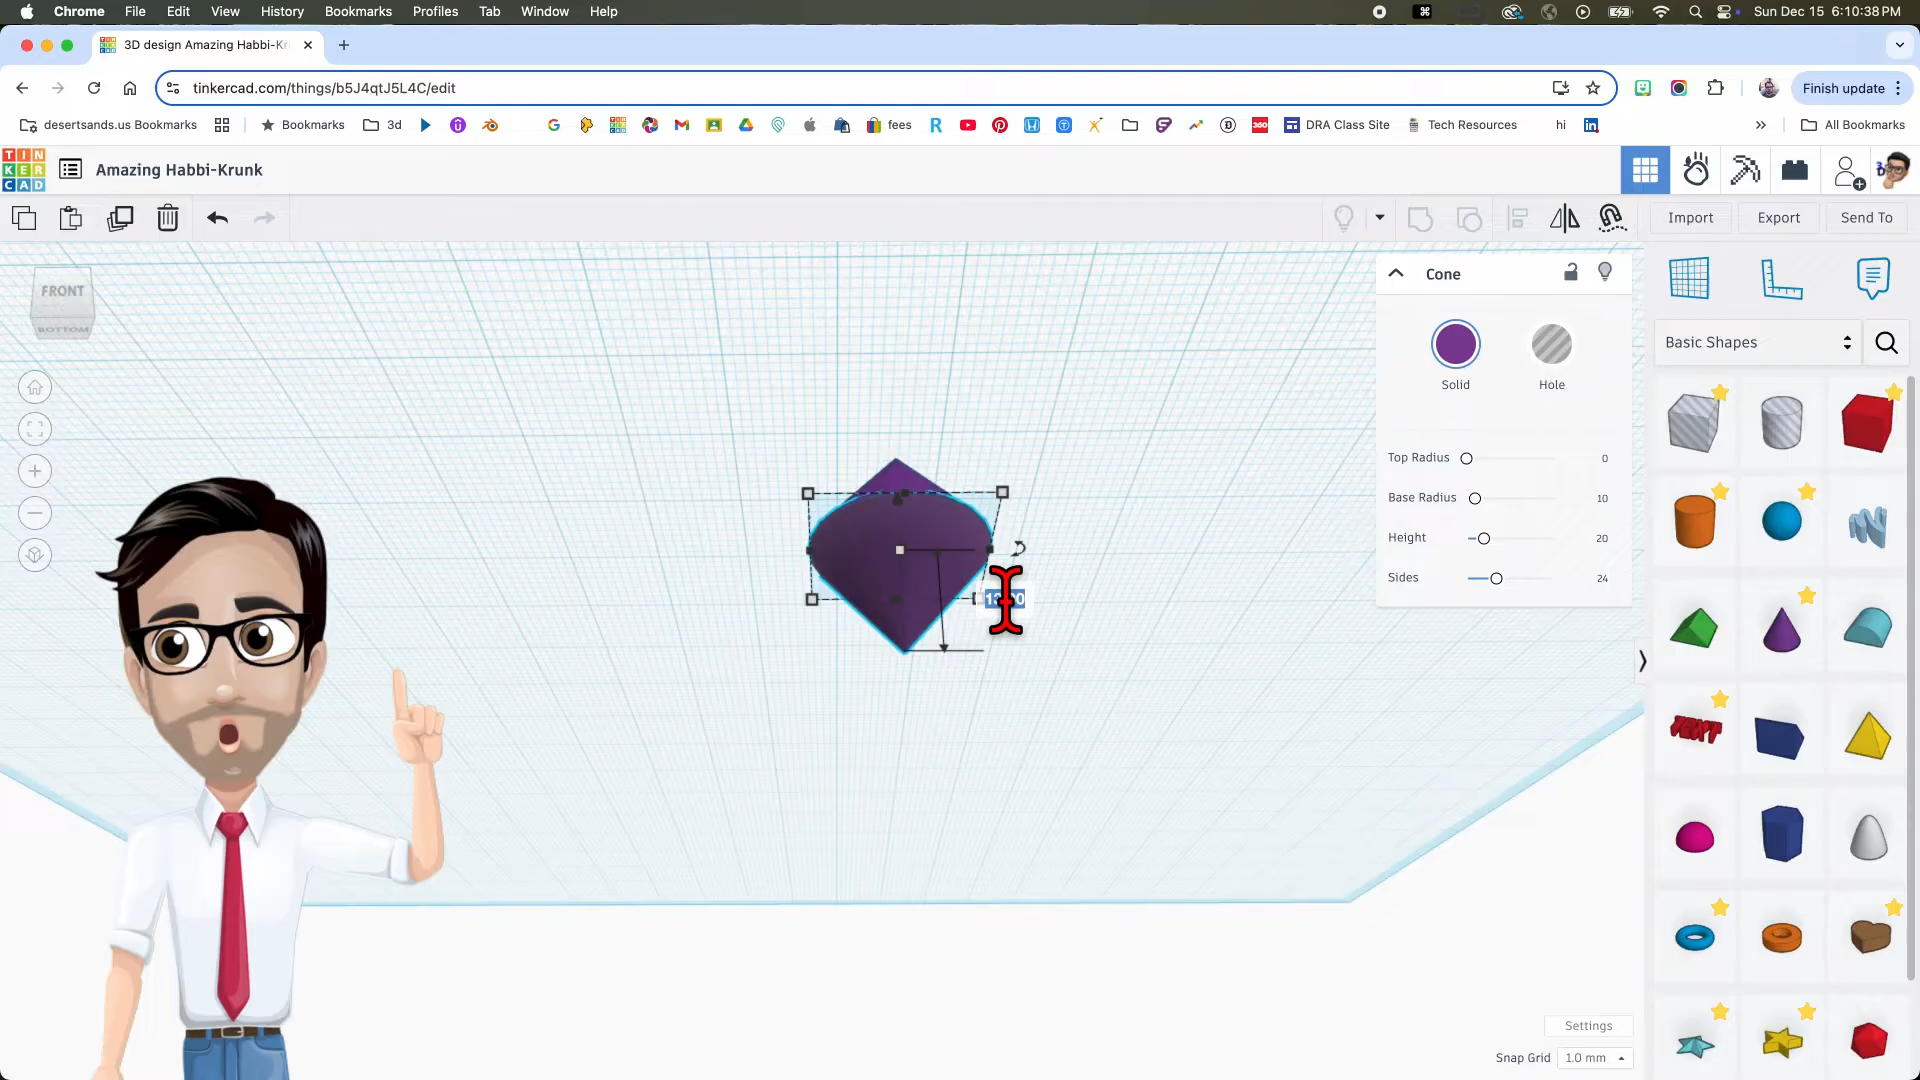 Chrome File Edit View History Bookmarks Profiles Tab Window Help
Sun Dec 15 6:10:38 PM
3D design Amazing Habbi-Kr
tinkercad.com/things/b5J4qtJ5L4C/edit
Finish update
desertsands.us Bookmarks
Bookmarks
3d
fees
DRA Class Site
Tech Resources
hi
All Bookmarks
TIN
KER
CAD
Amazing Habbi-Krunk
Import
Export
Send To
FRONT
BOTTOM
Cone
Solid
Hole
Top Radius 0
Base Radius 10
Height 20
Sides 24
Basic Shapes
TEXT
Settings
Snap Grid 1.0 mm